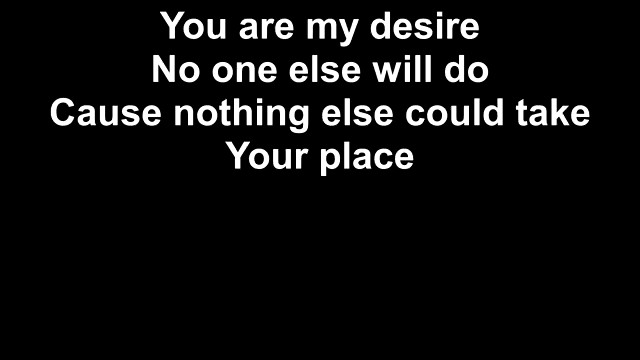 You are my desire
No one else will do
Cause nothing else could take
Your place